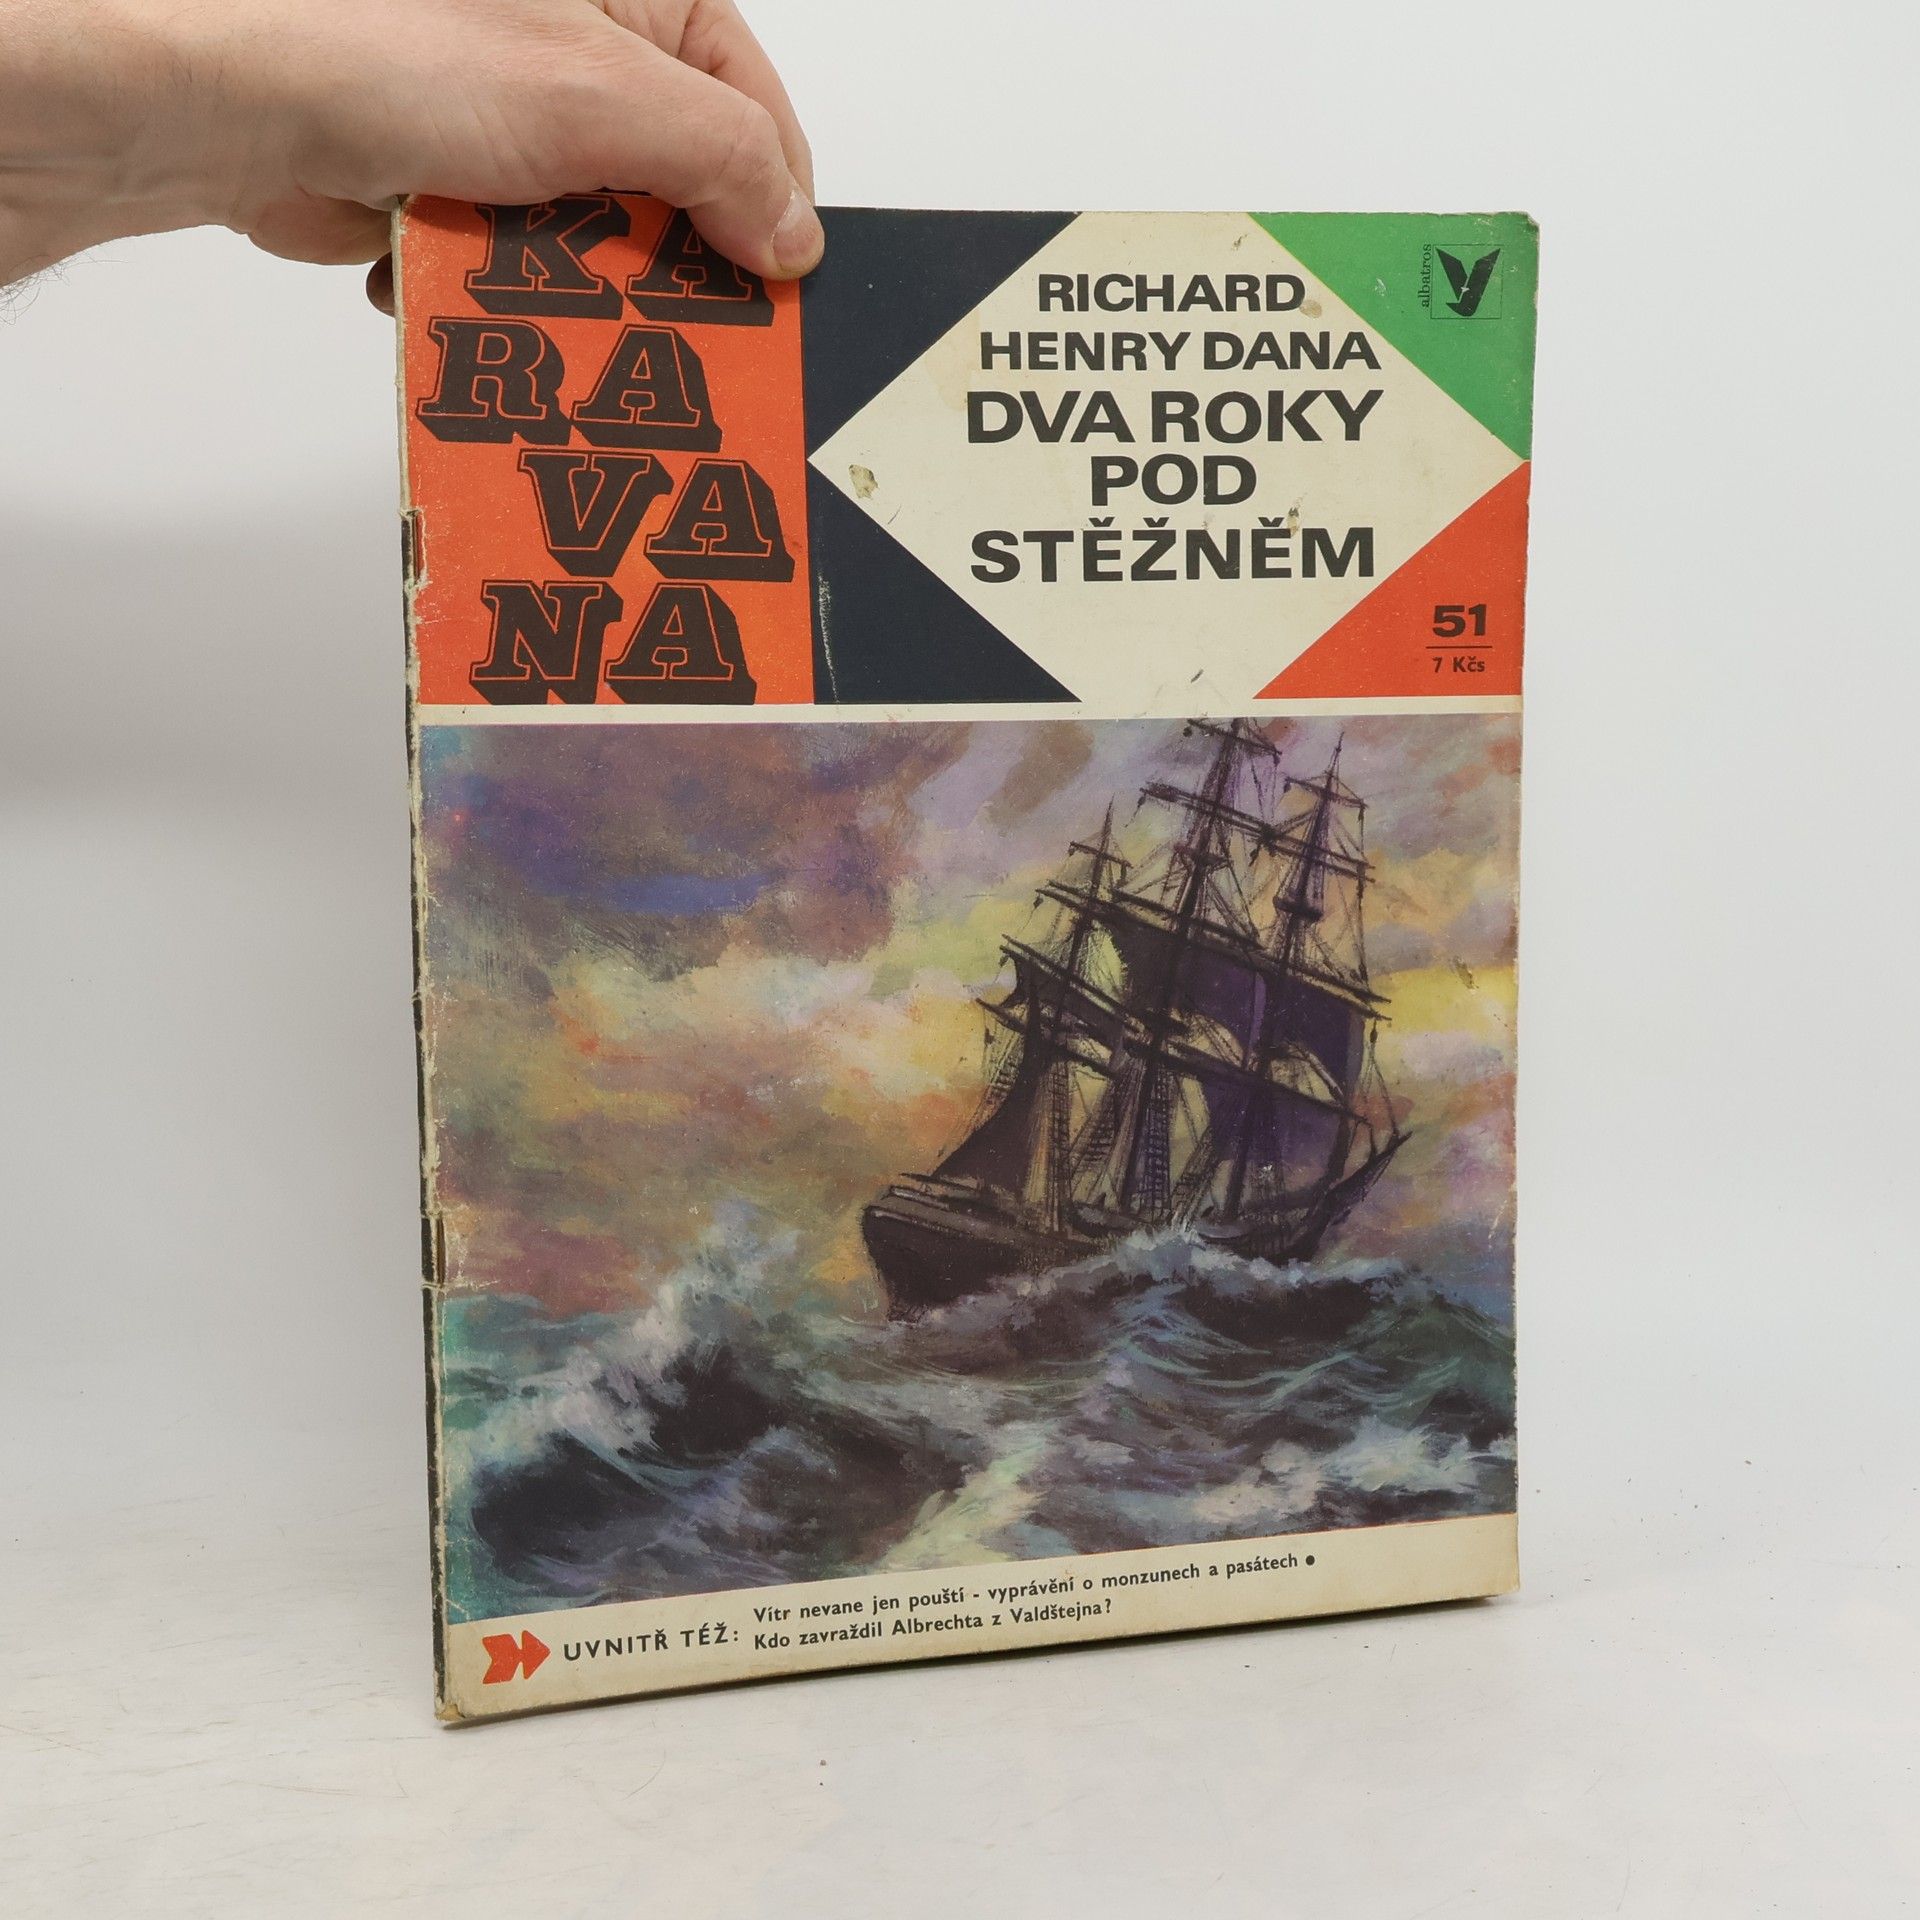 KA
RA
VA
NA
RICHARD
HENRY DANA
DVA ROKY
POD
STĚŽNĚM
albatros
51
7 Kčs
UVNITŘ TÉŽ:
Vítr nevane jen pouští - vyprávění o monzunech a pasátech •
Kdo zavraždil Albrechta z Valdštejna?